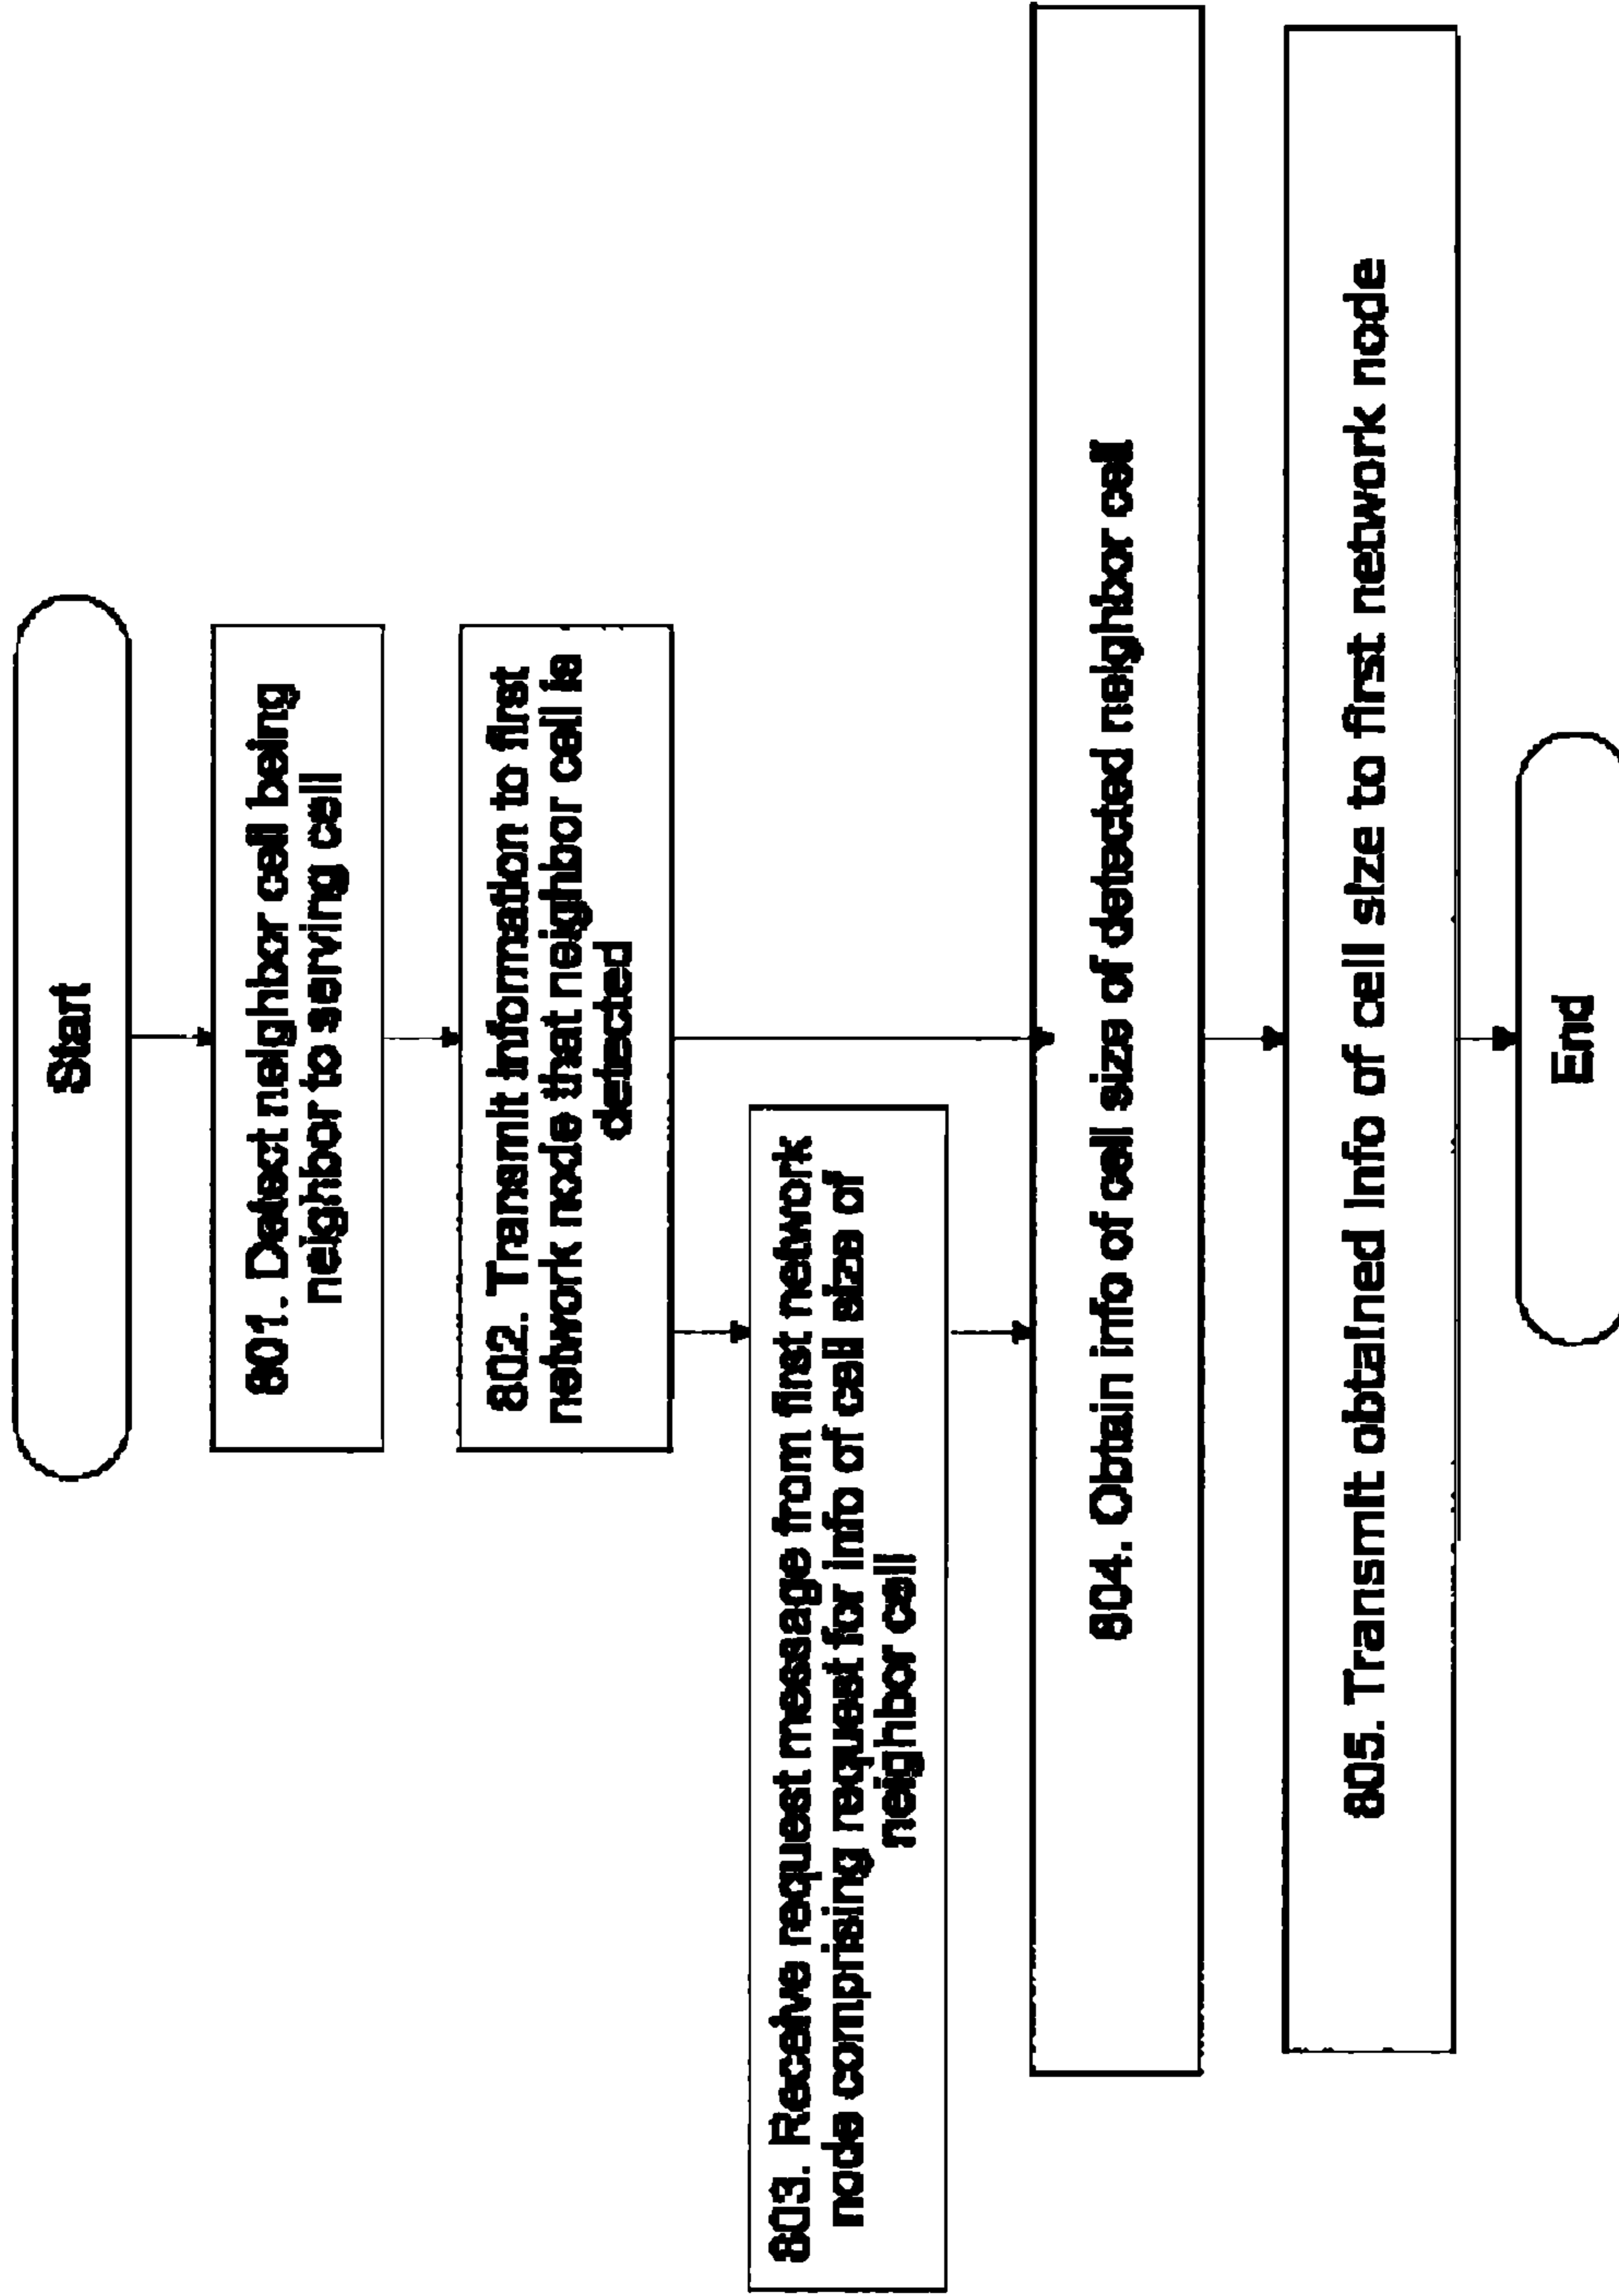 Start
801. Detect neighbor cell being
neighbor to serving cell
802. Transmit information to first
network node that neighbor cell is
detected
803. Receive request message from first network
node comprising request for info of cell size of
neighbor cell
804. Obtain info of cell size of detected neighbor cell
805. Transmit obtained info of cell size to first network node
End